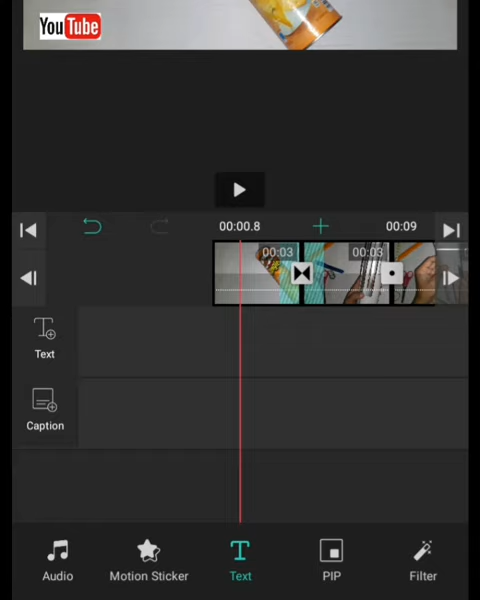 YouTube
00:00.8
00:09
00:03
00:03
Text
Caption
Audio
Motion Sticker
Text
PIP
Filter